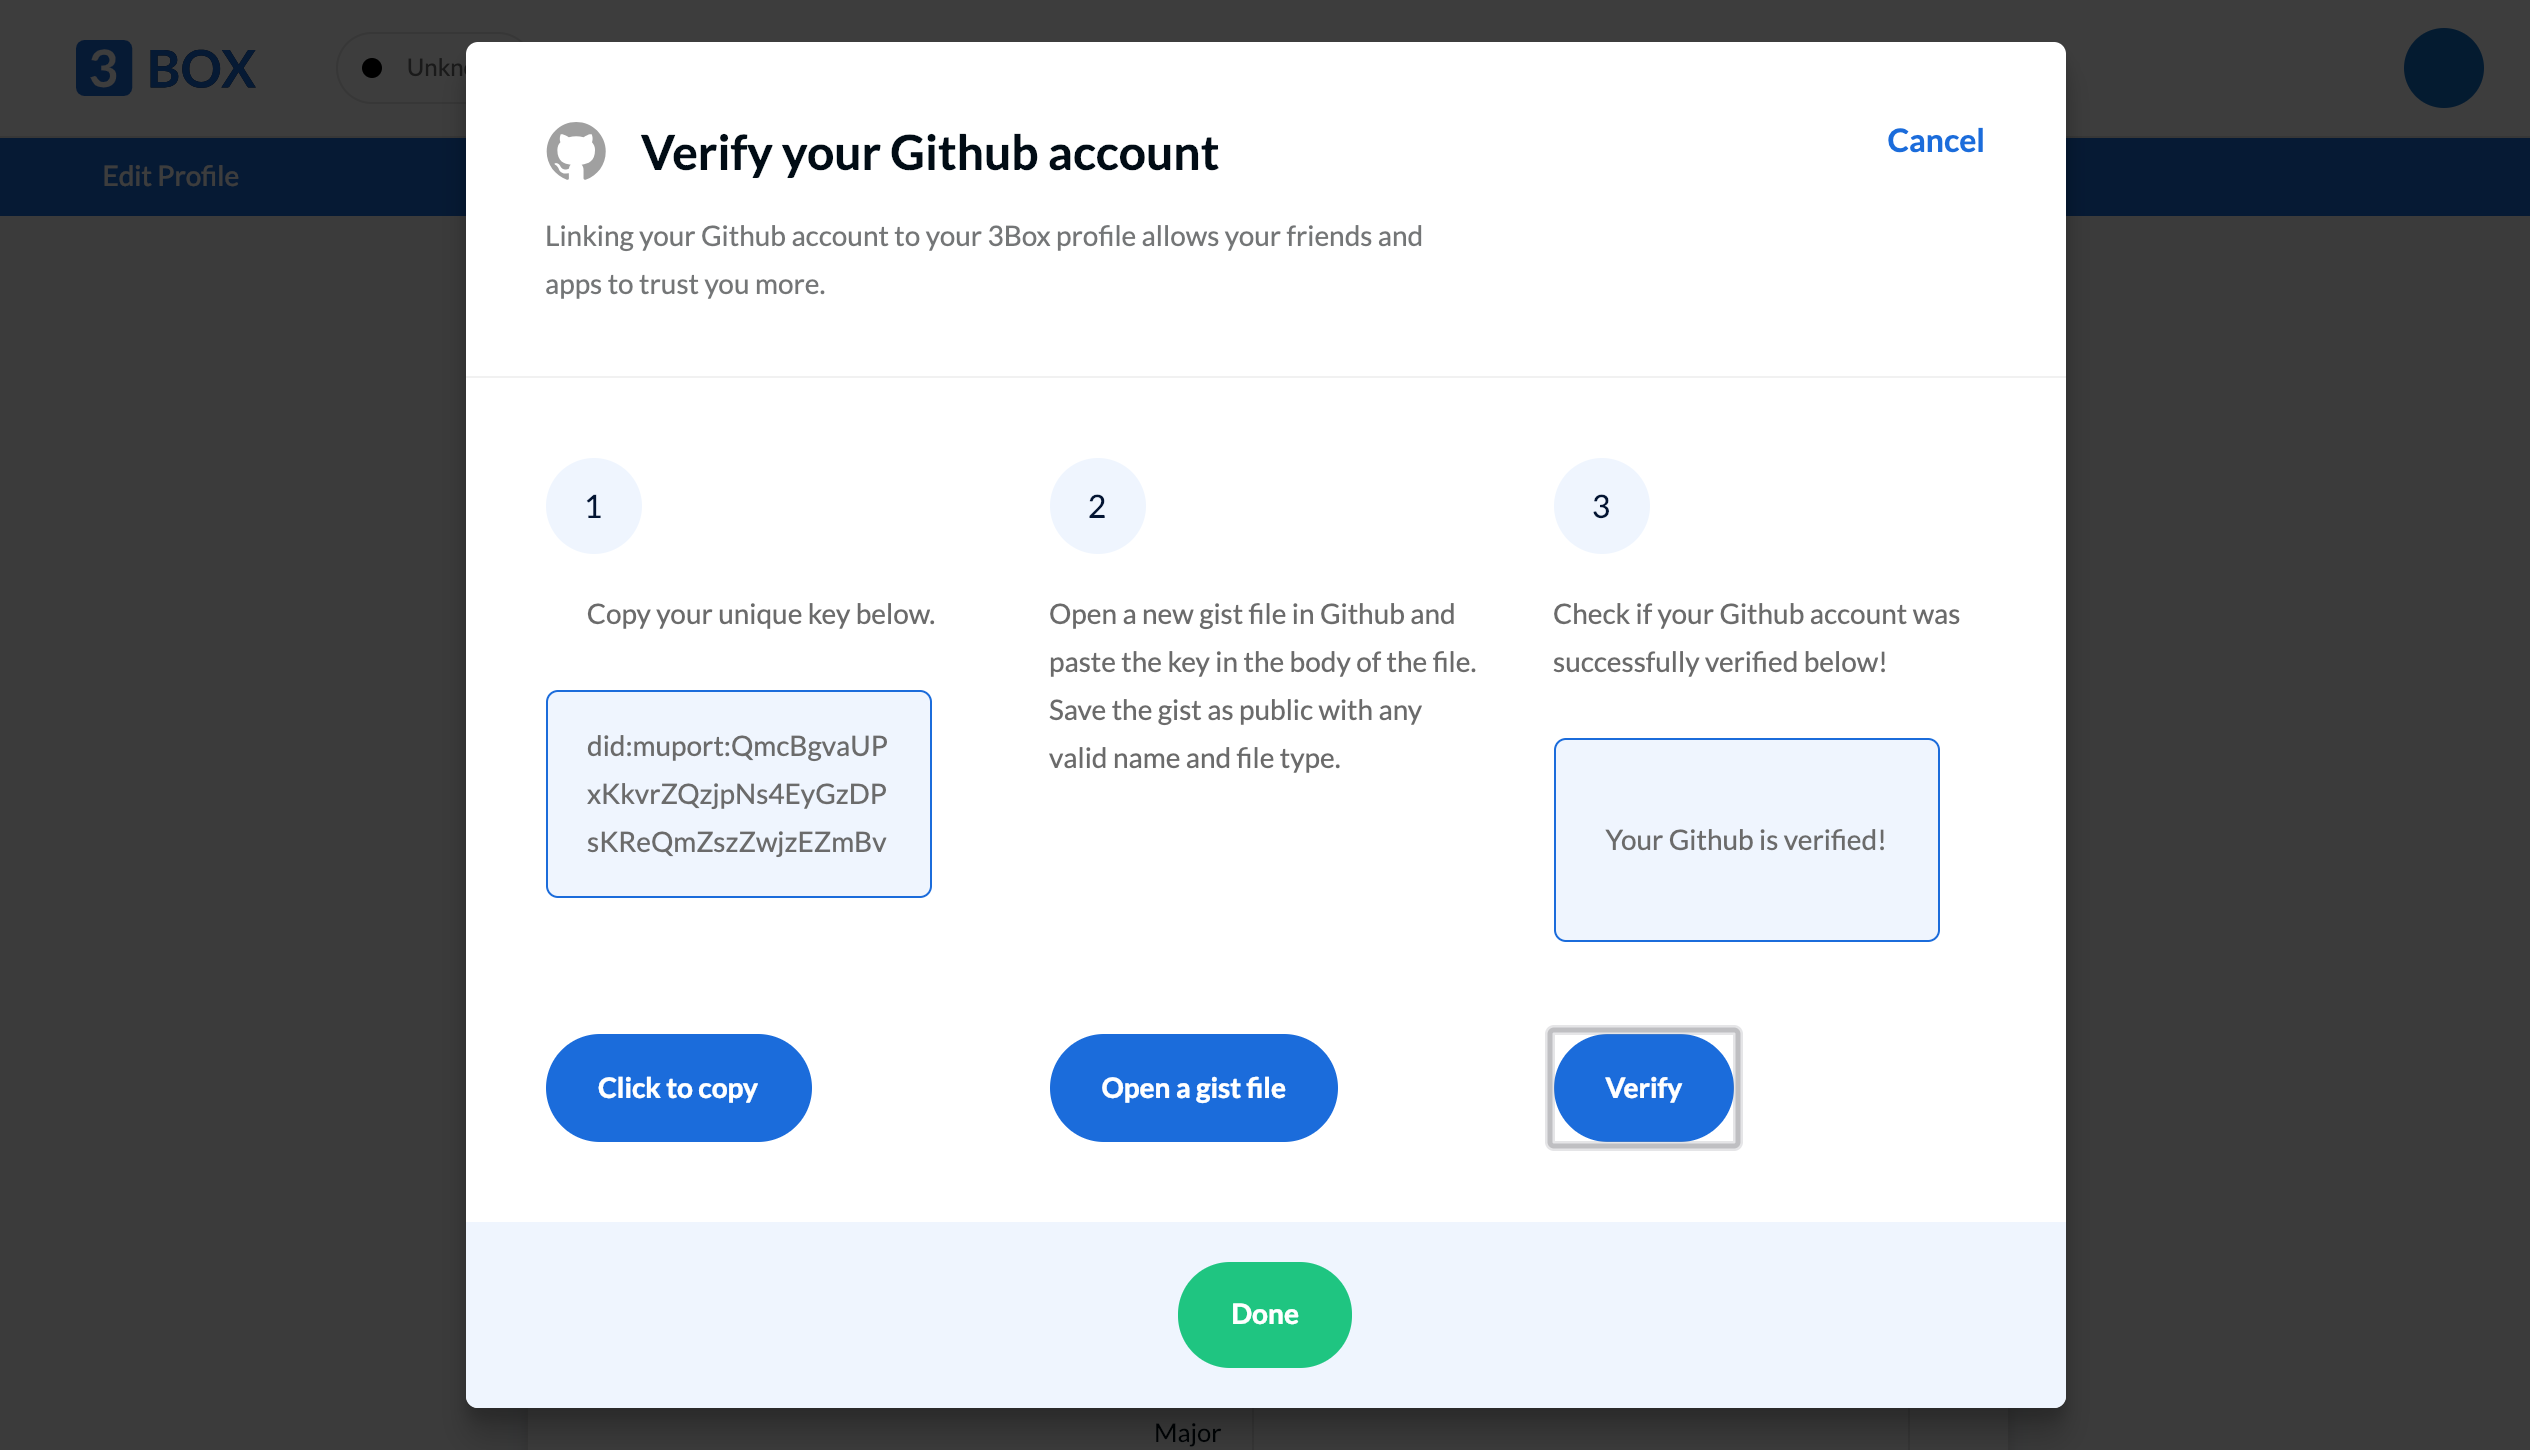 3 BOX
Edit Profile
Verify your Github account
Cancel
Linking your Github account to your 3Box profile allows your friends and
apps to trust you more.
1
Copy your unique key below.
did:muport:QmcBgvaUP
xKkvrZQzjpNs4EyGzDP
sKReQmZszZwjzEZmBv
Click to copy
2
Open a new gist file in Github and
paste the key in the body of the file.
Save the gist as public with any
valid name and file type.
Open a gist file
3
Check if your Github account was
successfully verified below!
Your Github is verified!
Verify
Done
Major